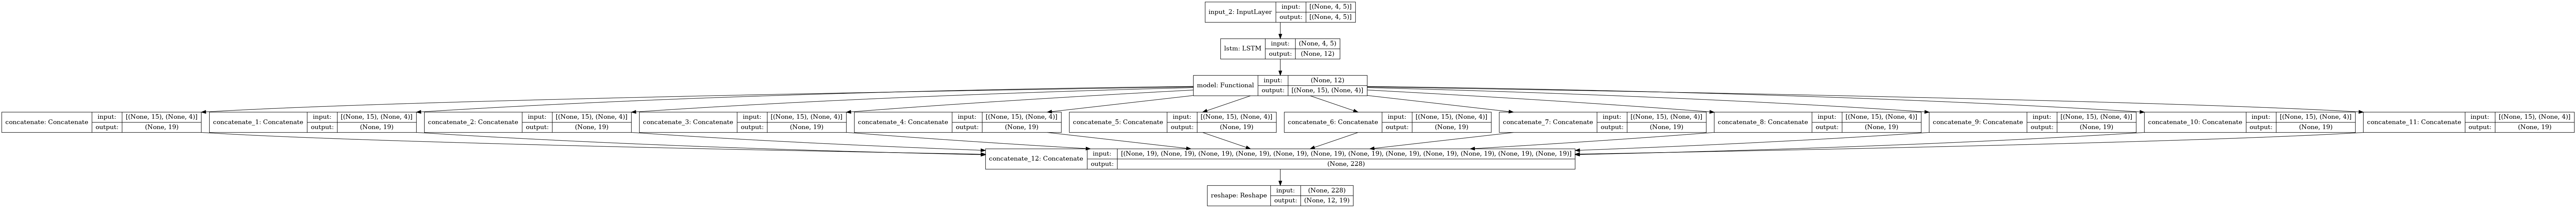 input_2: InputLayer
input: [(None, 4, 5)]
output: [(None, 4, 5)]
lstm: LSTM
input: (None, 4, 5)
output: (None, 12)
model: Functional
input: (None, 12)
output: [(None, 15), (None, 4)]
concatenate: Concatenate
input: [(None, 15), (None, 4)]
output: (None, 19)
concatenate_1: Concatenate
input: [(None, 15), (None, 4)]
output: (None, 19)
concatenate_2: Concatenate
input: [(None, 15), (None, 4)]
output: (None, 19)
concatenate_3: Concatenate
input: [(None, 15), (None, 4)]
output: (None, 19)
concatenate_4: Concatenate
input: [(None, 15), (None, 4)]
output: (None, 19)
concatenate_5: Concatenate
input: [(None, 15), (None, 4)]
output: (None, 19)
concatenate_6: Concatenate
input: [(None, 15), (None, 4)]
output: (None, 19)
concatenate_7: Concatenate
input: [(None, 15), (None, 4)]
output: (None, 19)
concatenate_8: Concatenate
input: [(None, 15), (None, 4)]
output: (None, 19)
concatenate_9: Concatenate
input: [(None, 15), (None, 4)]
output: (None, 19)
concatenate_10: Concatenate
input: [(None, 15), (None, 4)]
output: (None, 19)
concatenate_11: Concatenate
input: [(None, 15), (None, 4)]
output: (None, 19)
concatenate_12: Concatenate
input: [(None, 19), (None, 19), (None, 19), (None, 19), (None, 19), (None, 19), (None, 19), (None, 19), (None, 19), (None, 19), (None, 19), (None, 19)]
output: (None, 228)
reshape: Reshape
input: (None, 228)
output: (None, 12, 19)